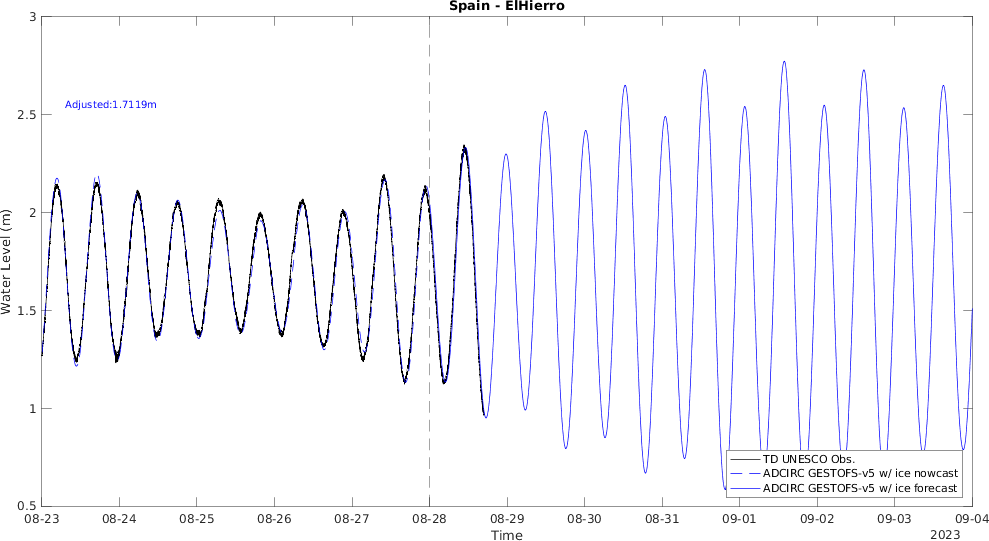 Spain - ElHierro
3
2.5
2
1.5
1
0.5
Water Level (m)
Adjusted:1.7119m
TD UNESCO Obs.
ADCIRC GESTOFS-v5 w/ ice nowcast
ADCIRC GESTOFS-v5 w/ ice forecast
08-23 08-24 08-25 08-26 08-27 08-28 08-29 08-30 08-31 09-01 09-02 09-03 09-04
Time
2023